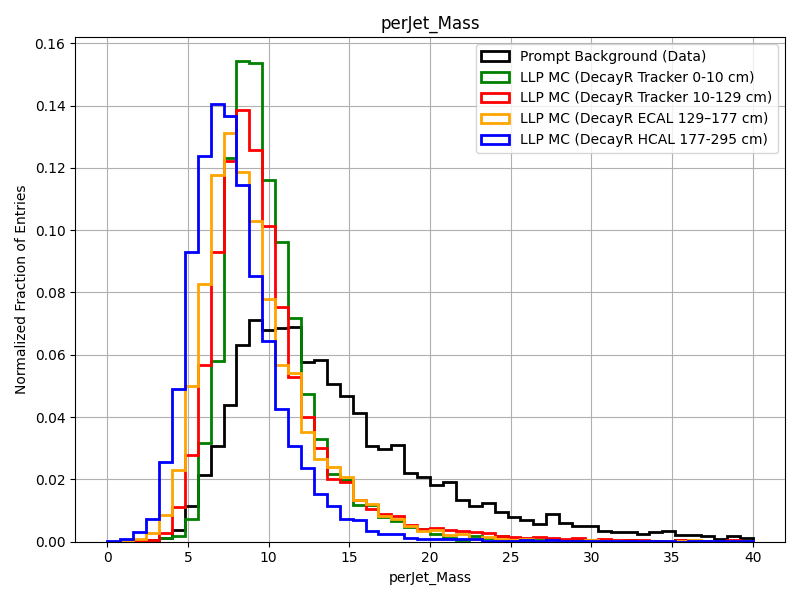 perJet_Mass
Prompt Background (Data)
LLP MC (DecayR Tracker 0-10 cm)
LLP MC (DecayR Tracker 10-129 cm)
LLP MC (DecayR ECAL 129–177 cm)
LLP MC (DecayR HCAL 177-295 cm)
Normalized Fraction of Entries
0.16
0.14
0.12
0.10
0.08
0.06
0.04
0.02
0.00
0 5 10 15 20 25 30 35 40
perJet_Mass